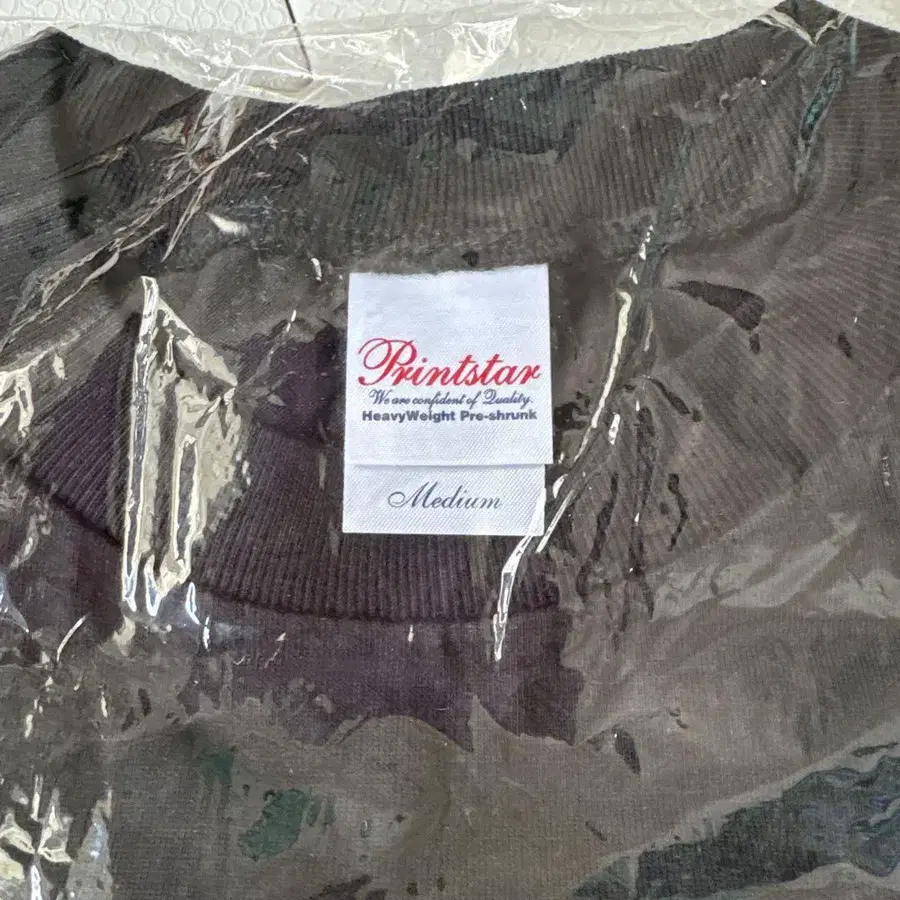 Printstar
We are confident of Quality.
HeavyWeight Pre-shrunk
Medium